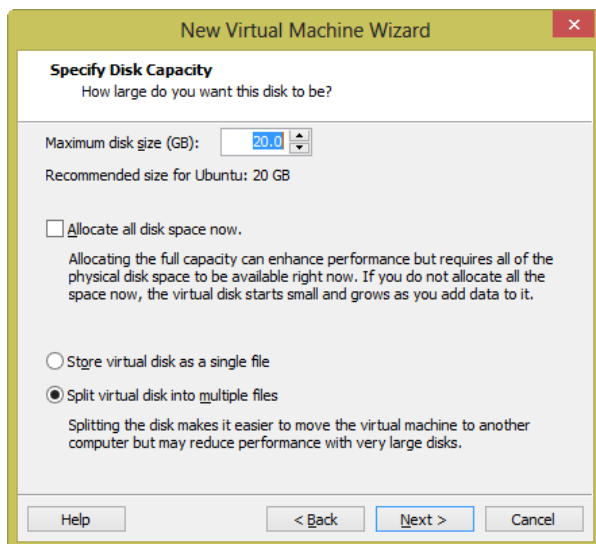 New Virtual Machine Wizard
Specify Disk Capacity
How large do you want this disk to be?
Maximum disk size (GB): 20.0
Recommended size for Ubuntu: 20 GB
Allocate all disk space now.
Allocating the full capacity can enhance performance but requires all of the
physical disk space to be available right now. If you do not allocate all the
space now, the virtual disk starts small and grows as you add data to it.
Store virtual disk as a single file
Split virtual disk into multiple files
Splitting the disk makes it easier to move the virtual machine to another
computer but may reduce performance with very large disks.
Help < Back Next > Cancel